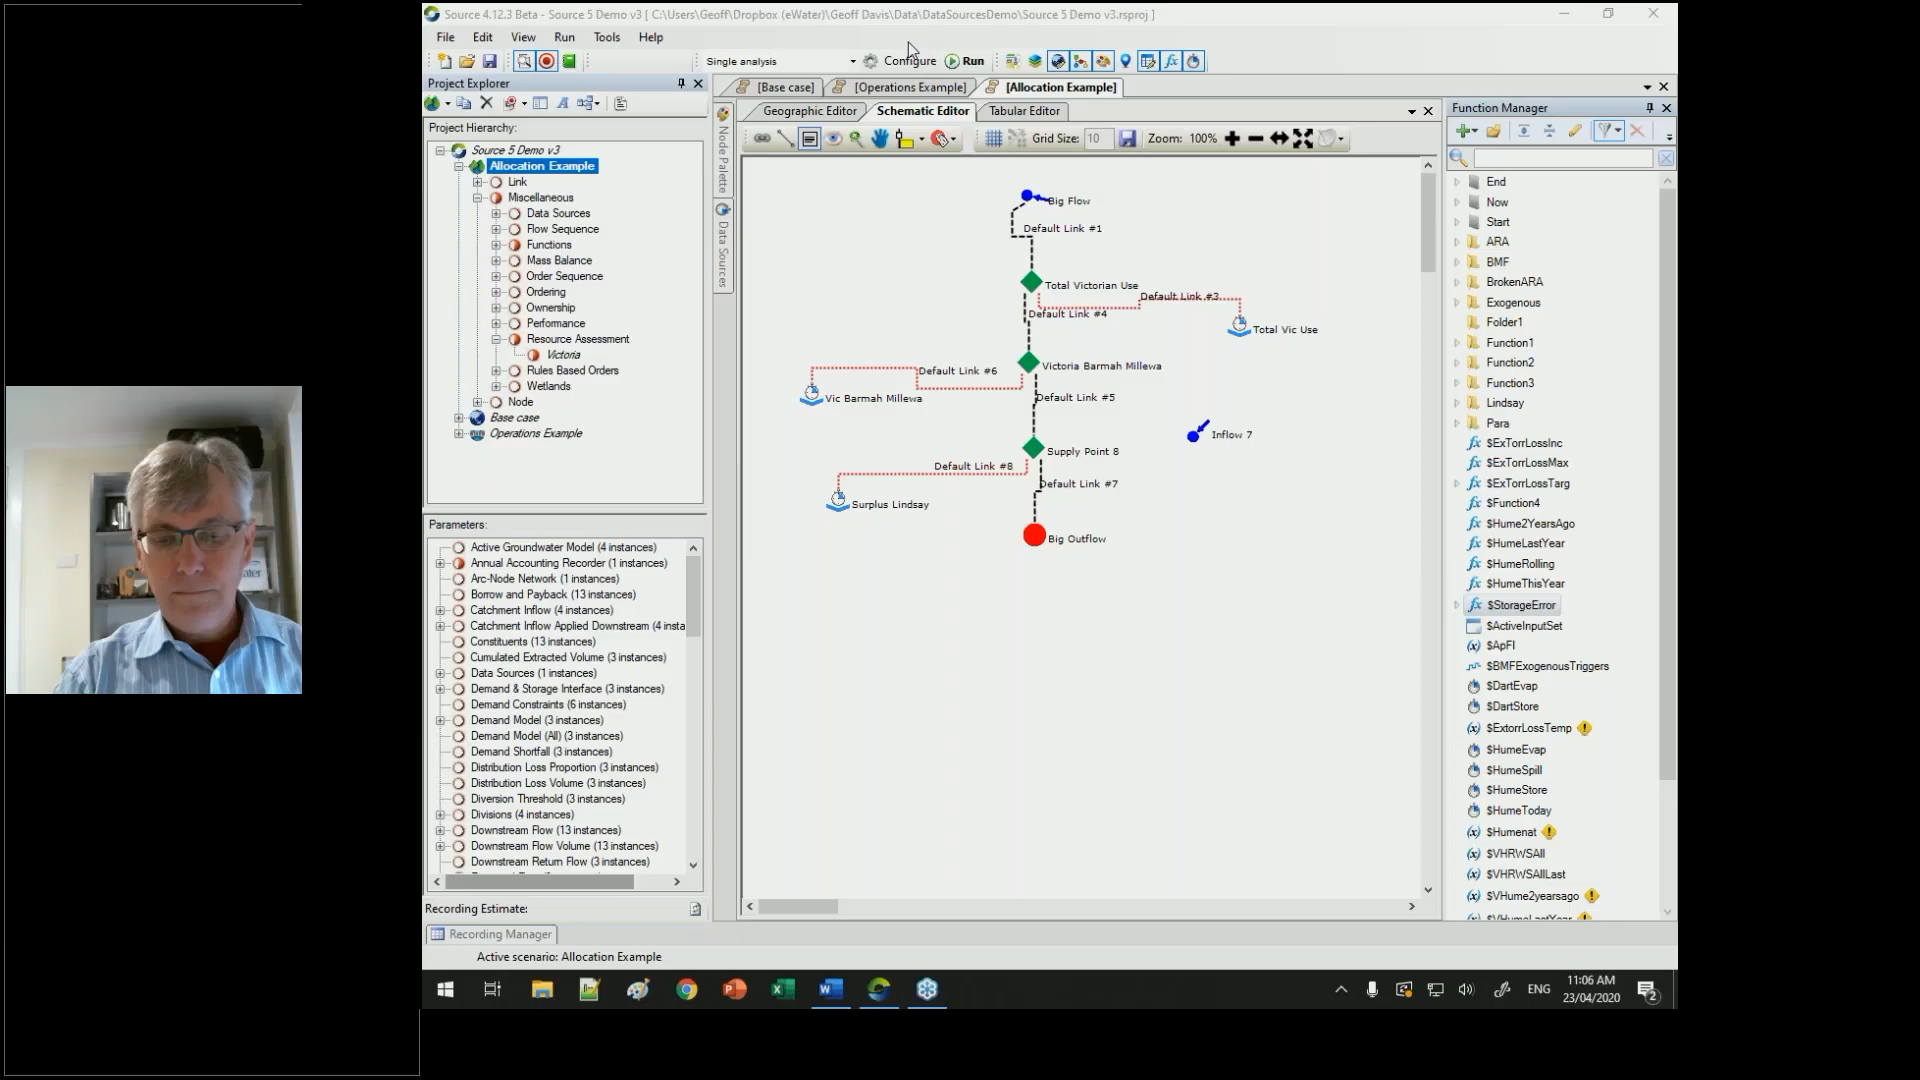 Source 4.12.3 Beta - Source 5 Demo v3 [ C:\Users\Geoff\Dropbox (eWater)\Geoff Davis\Data\DataSourcesDemo\Source 5 Demo v3.rsproj ]
File Edit View Run Tools Help
Single analysis Configure Run
Project Explorer
Project Hierarchy:
Source 5 Demo v3
Allocation Example
Link
Miscellaneous
Data Sources
Flow Sequence
Functions
Mass Balance
Order Sequence
Ordering
Ownership
Performance
Resource Assessment
Victoria
Rules Based Orders
Wetlands
Node
Base case
Operations Example
Parameters:
Active Groundwater Model (4 instances)
Annual Accounting Recorder (1 instances)
Arc-Node Network (1 instances)
Borrow and Payback (13 instances)
Catchment Inflow (4 instances)
Catchment Inflow Applied Downstream (4 insta
Constituents (13 instances)
Cumulated Extracted Volume (3 instances)
Data Sources (1 instances)
Demand & Storage Interface (3 instances)
Demand Constraints (6 instances)
Demand Model (3 instances)
Demand Model (All) (3 instances)
Demand Shortfall (3 instances)
Distribution Loss Proportion (3 instances)
Distribution Loss Volume (3 instances)
Diversion Threshold (3 instances)
Divisions (4 instances)
Downstream Flow (13 instances)
Downstream Flow Volume (13 instances)
Downstream Return Flow (3 instances)
Recording Estimate:
Recording Manager
Active scenario: Allocation Example
[Base case] [Operations Example] [Allocation Example]
Geographic Editor Schematic Editor Tabular Editor
Grid Size: 10 Zoom: 100%
Node Palette
Data Sources
Big Flow
Default Link #1
Total Victorian Use
Default Link #3
Default Link #4
Total Vic Use
Victoria Barmah Millewa
Default Link #6
Vic Barmah Millewa
Default Link #5
Inflow 7
Supply Point 8
Default Link #8
Default Link #7
Surplus Lindsay
Big Outflow
Function Manager
End
Now
Start
ARA
BMF
BrokenARA
Exogenous
Folder1
Function1
Function2
Function3
Lindsay
Para
$ExTorrLossInc
$ExTorrLossMax
$ExTorrLossTarg
$Function4
$Hume2YearsAgo
$HumeLastYear
$HumeRolling
$HumeThisYear
$StorageError
$ActiveInputSet
$ApFI
$BMFExogenousTriggers
$DartEvap
$DartStore
$ExtorrLossTemp
$HumeEvap
$HumeSpill
$HumeStore
$HumeToday
$Humenat
$VHRWSAll
$VHRWSAllLast
$VHume2yearsago
$VHumeLastYear
ENG
11:06 AM
23/04/2020
2